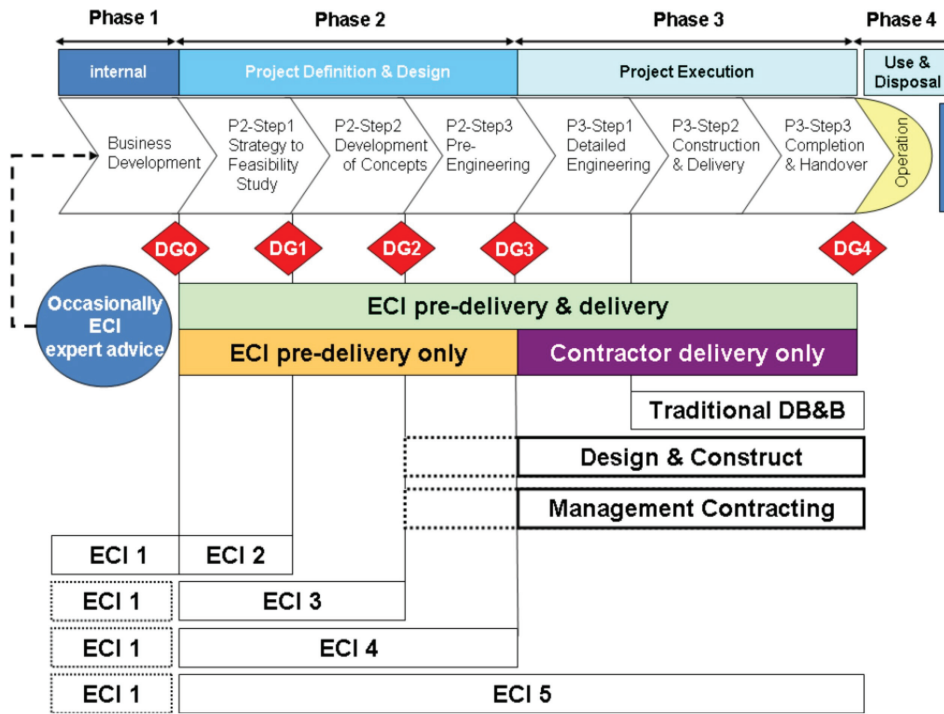 Phase 1
Phase 2
Phase 3
Phase 4
internal
Project Definition & Design
Project Execution
Use &
Disposal
Business
Development
P2-Step1
Strategy to
Feasibility
Study
P2-Step2
Development
of Concepts
P2-Step3
Pre-
Engineering
P3-Step1
Detailed
Engineering
P3-Step2
Construction
& Delivery
P3-Step3
Completion
& Handover
Operation
DG0
DG1
DG2
DG3
DG4
Occasionally
ECI
expert advice
ECI pre-delivery & delivery
ECI pre-delivery only
Contractor delivery only
Traditional DB&B
Design & Construct
Management Contracting
ECI 1
ECI 2
ECI 1
ECI 3
ECI 1
ECI 4
ECI 1
ECI 5